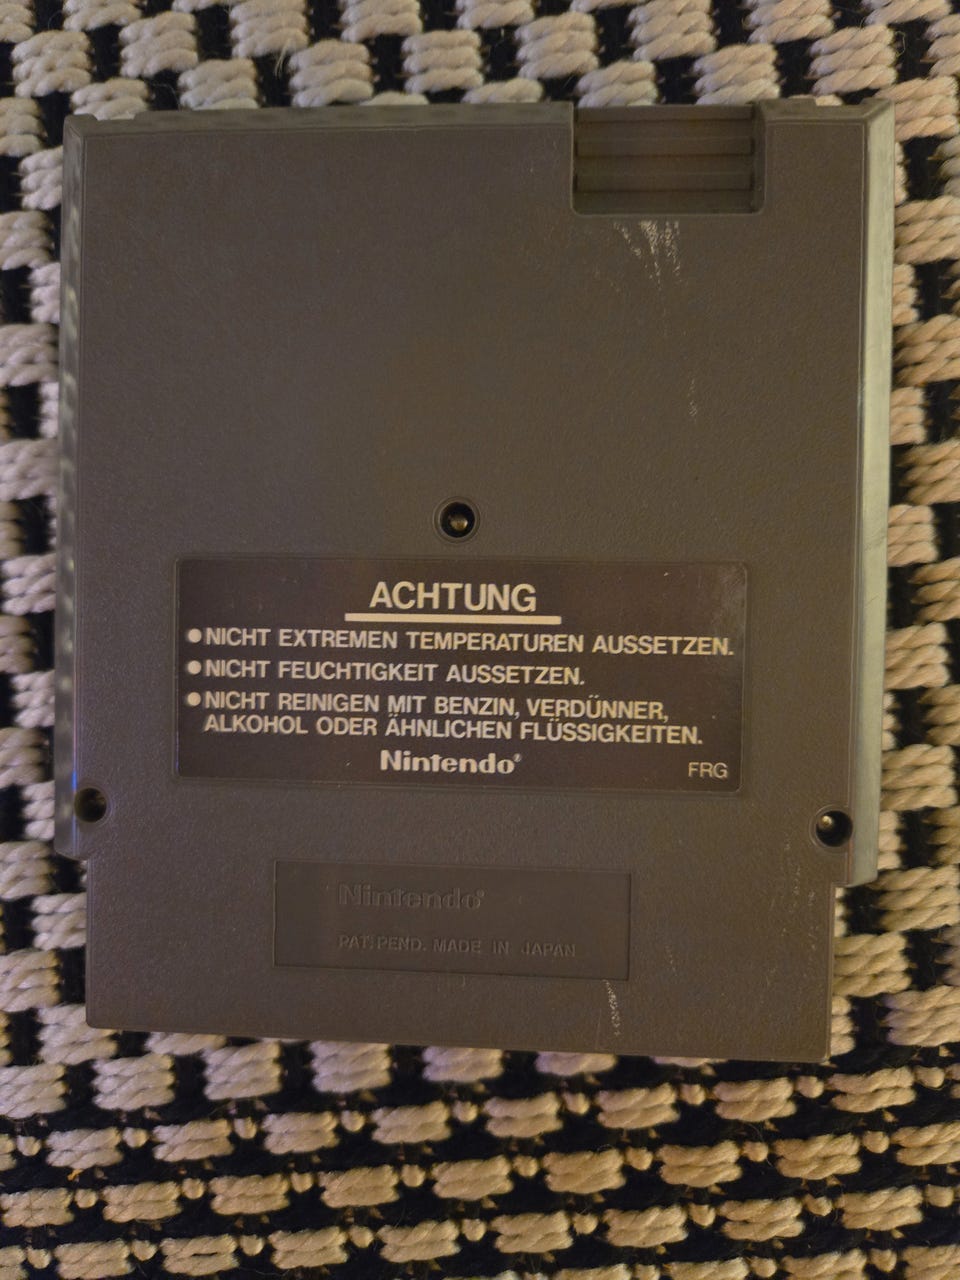 ACHTUNG
●NICHT EXTREMEN TEMPERATUREN AUSSETZEN.
●NICHT FEUCHTIGKEIT AUSSETZEN.
●NICHT REINIGEN MIT BENZIN, VERDÜNNER,
ALKOHOL ODER ÄHNLICHEN FLÜSSIGKEITEN.
Nintendo®
FRG
Nintendo®
PAT. PEND. MADE IN JAPAN